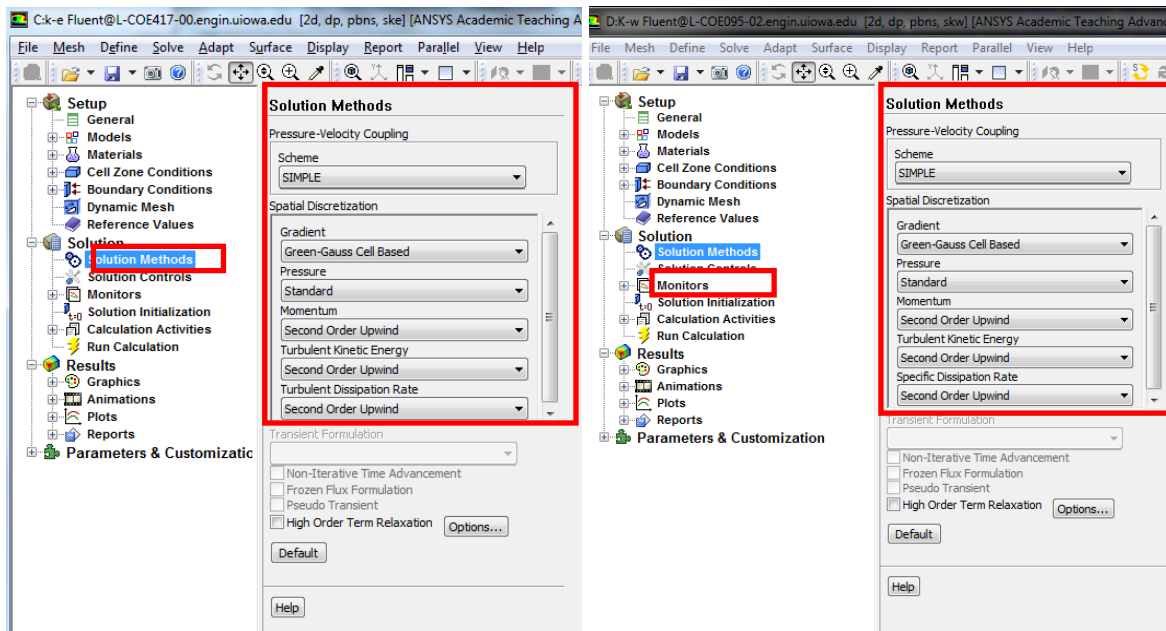 C:k-e Fluent@L-COE417-00.engin.uiowa.edu [2d, dp, pbns, ske] [ANSYS Academic Teaching A
File Mesh Define Solve Adapt Surface Display Report Parallel View Help
Setup
General
Models
Materials
Cell Zone Conditions
Boundary Conditions
Dynamic Mesh
Reference Values
Solution
Solution Methods
Solution Controls
Monitors
Solution Initialization
Calculation Activities
Run Calculation
Results
Graphics
Animations
Plots
Reports
Parameters & Customizatic
Solution Methods
Pressure-Velocity Coupling
Scheme
SIMPLE
Spatial Discretization
Gradient
Green-Gauss Cell Based
Pressure
Standard
Momentum
Second Order Upwind
Turbulent Kinetic Energy
Second Order Upwind
Turbulent Dissipation Rate
Second Order Upwind
Transient Formulation
Non-Iterative Time Advancement
Frozen Flux Formulation
Pseudo Transient
High Order Term Relaxation Options...
Default
Help
D:K-w Fluent@L-COE095-02.engin.uiowa.edu [2d, dp, pbns, skw] [ANSYS Academic Teaching Advanc
File Mesh Define Solve Adapt Surface Display Report Parallel View Help
Setup
General
Models
Materials
Cell Zone Conditions
Boundary Conditions
Dynamic Mesh
Reference Values
Solution
Solution Methods
Solution Controls
Monitors
Solution Initialization
Calculation Activities
Run Calculation
Results
Graphics
Animations
Plots
Reports
Parameters & Customization
Solution Methods
Pressure-Velocity Coupling
Scheme
SIMPLE
Spatial Discretization
Gradient
Green-Gauss Cell Based
Pressure
Standard
Momentum
Second Order Upwind
Turbulent Kinetic Energy
Second Order Upwind
Specific Dissipation Rate
Second Order Upwind
Transient Formulation
Non-Iterative Time Advancement
Frozen Flux Formulation
Pseudo Transient
High Order Term Relaxation Options...
Default
Help